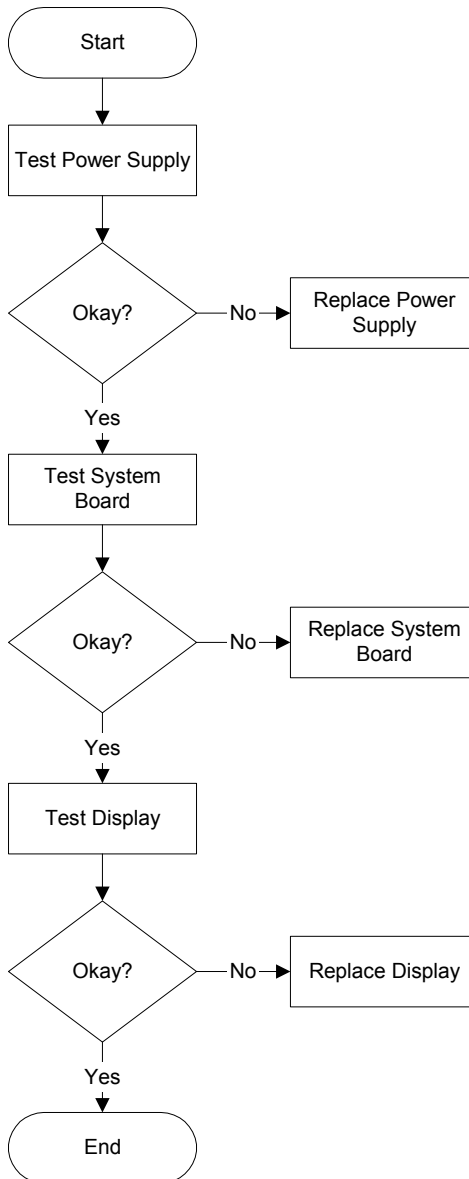 Start
Test Power Supply
Okay?
No
Replace Power
Supply
Yes
Test System
Board
Okay?
No
Replace System
Board
Yes
Test Display
Okay?
No
Replace Display
Yes
End